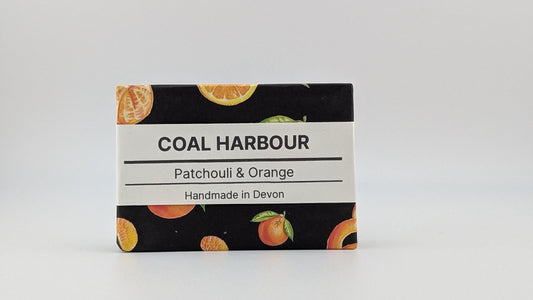 COAL HARBOUR
Patchouli & Orange
Handmade in Devon